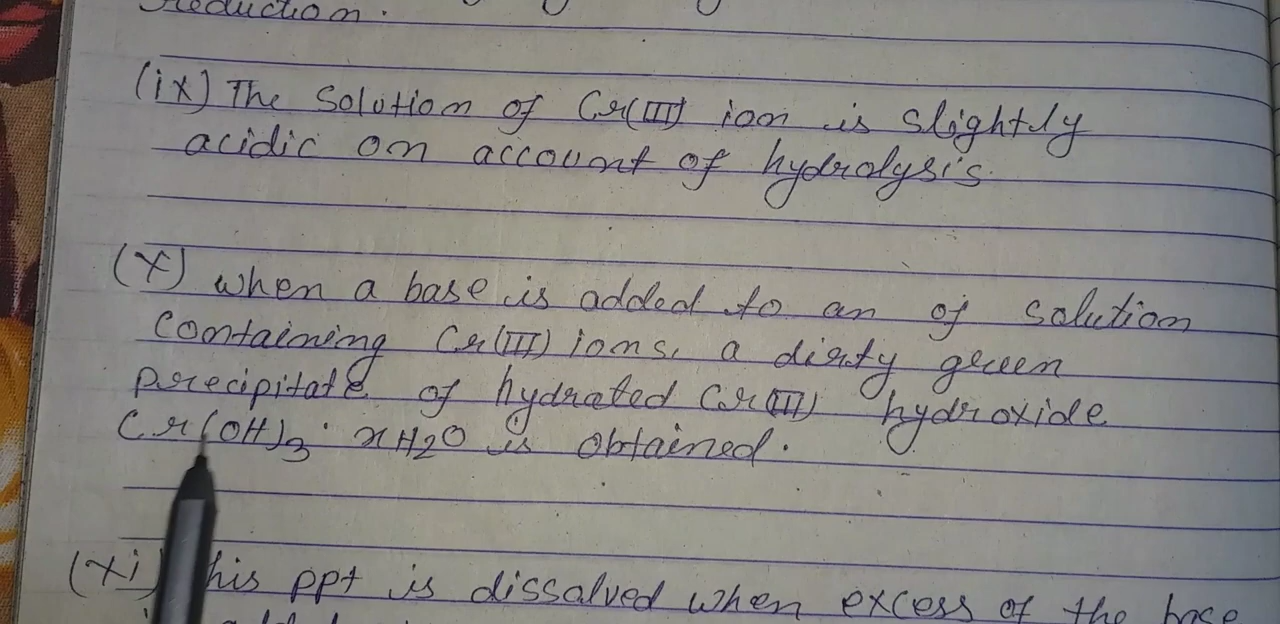 Reduction.
(ix) The solution of Cr(III) ion is slightly
acidic on account of hydrolysis.
(x) when a base is added to an of solution
containing Cr(III) ions, a dirty green
precipitate of hydrated Cr(III) hydroxide
Cr(OH)3. xH2O is obtained.
(xi) his ppt is dissalved when excess of the base